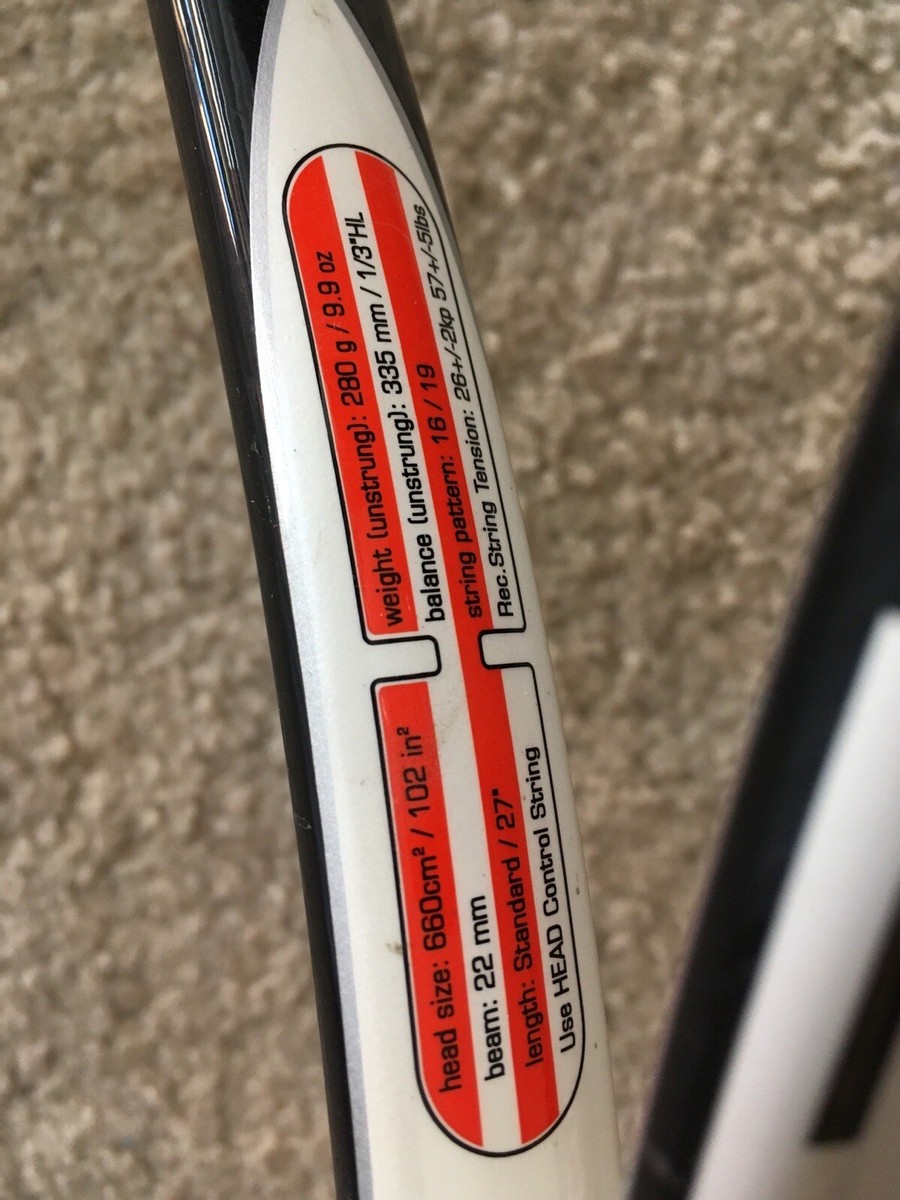 head size: 660cm² / 102 in²
beam: 22 mm
length: Standard / 27"
Use HEAD Control String
weight (unstrung): 280 g / 9.9 oz
balance (unstrung): 335 mm / 1/3"HL
string pattern: 16 / 19
Rec.String Tension: 26+/-2kp 57+/-5lbs